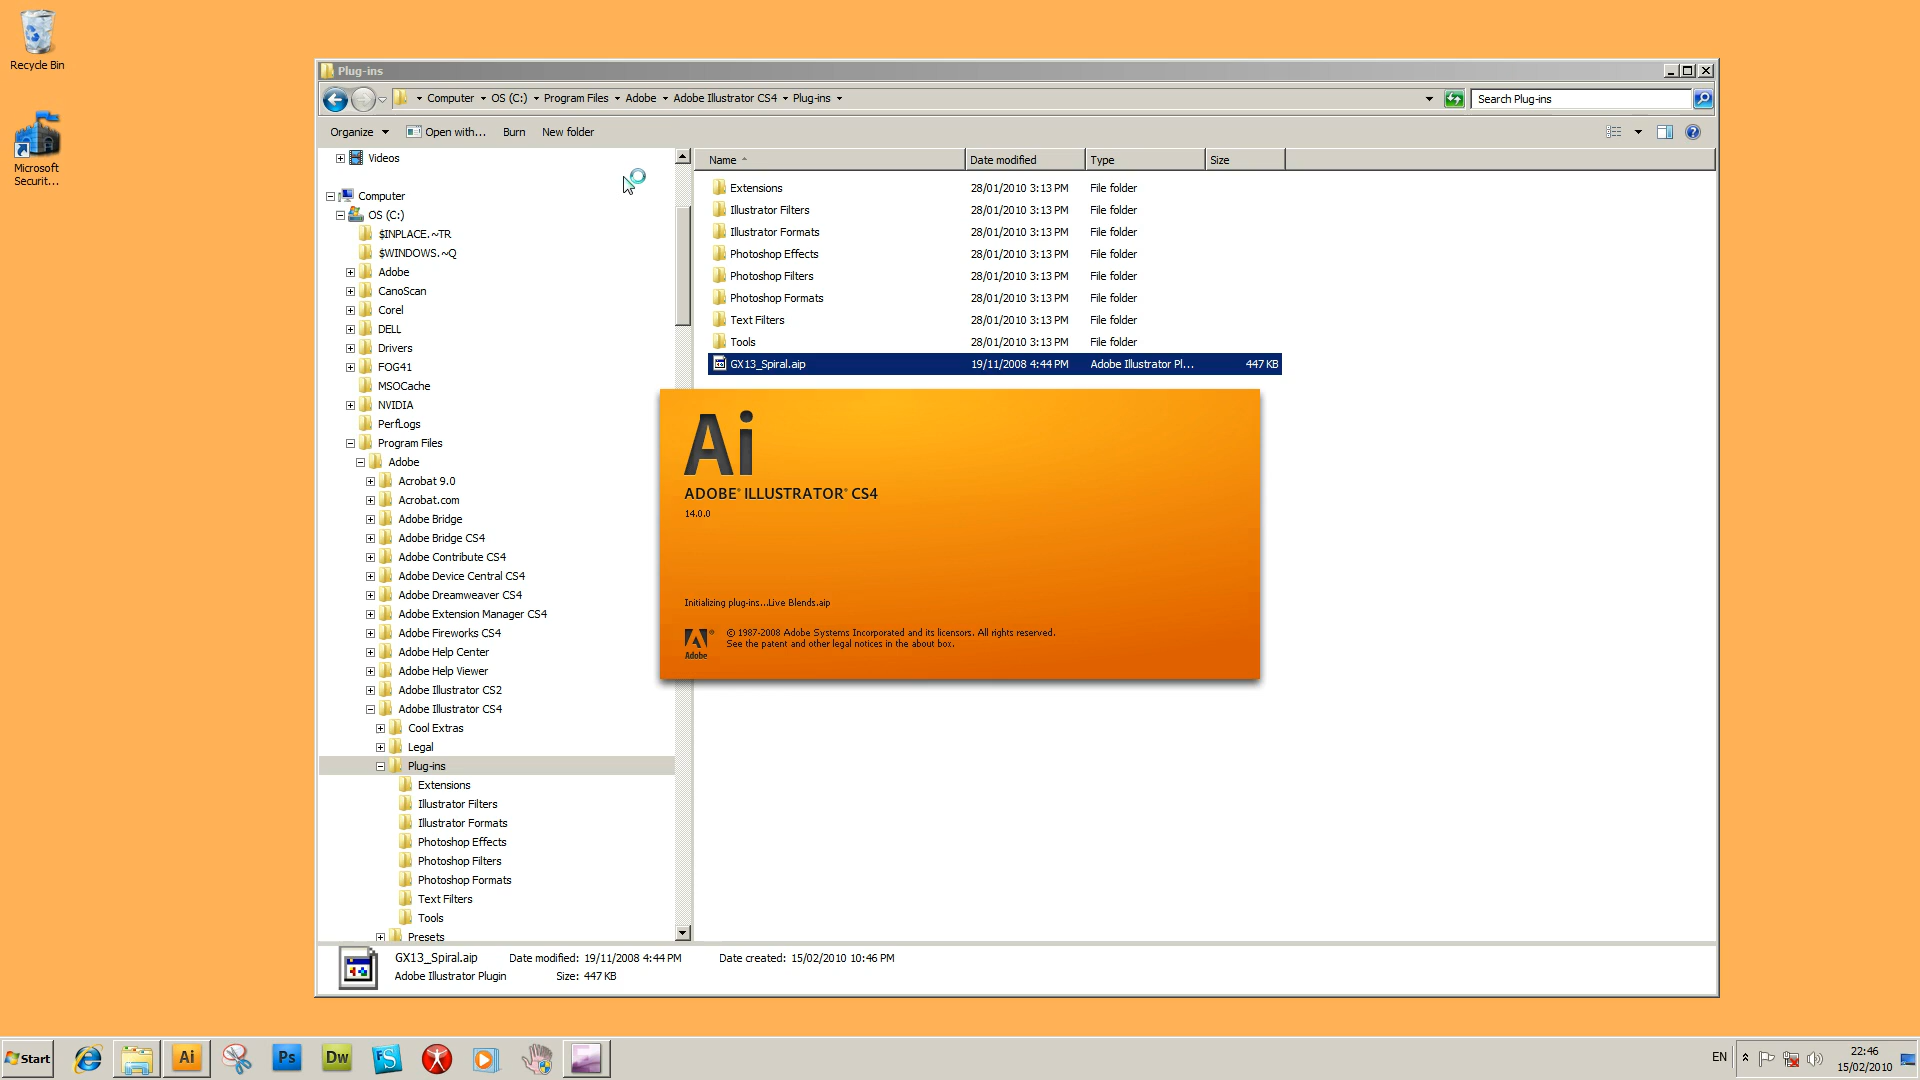 Recycle Bin
Microsoft
Securit...
Plug-ins
Computer OS (C:) Program Files Adobe Adobe Illustrator CS4 Plug-ins
Search Plug-ins
Organize Open with... Burn New folder
Videos
Computer
OS (C:)
$INPLACE.~TR
$WINDOWS.~Q
Adobe
CanoScan
Corel
DELL
Drivers
FOG41
MSOCache
NVIDIA
PerfLogs
Program Files
Adobe
Acrobat 9.0
Acrobat.com
Adobe Bridge
Adobe Bridge CS4
Adobe Contribute CS4
Adobe Device Central CS4
Adobe Dreamweaver CS4
Adobe Extension Manager CS4
Adobe Fireworks CS4
Adobe Help Center
Adobe Help Viewer
Adobe Illustrator CS2
Adobe Illustrator CS4
Cool Extras
Legal
Plug-ins
Extensions
Illustrator Filters
Illustrator Formats
Photoshop Effects
Photoshop Filters
Photoshop Formats
Text Filters
Tools
Presets
Name Date modified Type Size
Extensions 28/01/2010 3:13 PM File folder
Illustrator Filters 28/01/2010 3:13 PM File folder
Illustrator Formats 28/01/2010 3:13 PM File folder
Photoshop Effects 28/01/2010 3:13 PM File folder
Photoshop Filters 28/01/2010 3:13 PM File folder
Photoshop Formats 28/01/2010 3:13 PM File folder
Text Filters 28/01/2010 3:13 PM File folder
Tools 28/01/2010 3:13 PM File folder
GX13_Spiral.aip 19/11/2008 4:44 PM Adobe Illustrator Pl... 447 KB
Ai
ADOBE® ILLUSTRATOR® CS4
14.0.0
Initializing plug-ins...Live Blends.aip
© 1987-2008 Adobe Systems Incorporated and its licensors. All rights reserved.
See the patent and other legal notices in the about box.
Adobe
GX13_Spiral.aip Date modified: 19/11/2008 4:44 PM Date created: 15/02/2010 10:46 PM
Adobe Illustrator Plugin Size: 447 KB
Start
Ai
Ps
Dw
FS
EN
22:46
15/02/2010